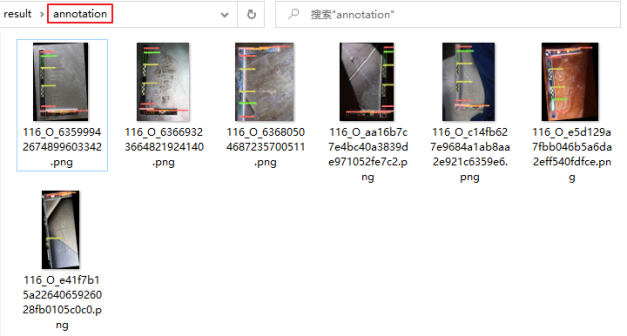 result > annotation
搜索"annotation"
116_O_6359994
2674899603342
.png
116_O_6366932
3664821924140
.png
116_O_6368050
4687235700511
.png
116_O_aa16b7c
7e4bc40a3839d
e971052fe7c2.p
ng
116_O_c14fb62
7e9684a1ab8aa
2e921c6359e6.
png
116_O_e5d129a
7fbb046b5a6da
2eff540fdfce.pn
g
116_O_e41f7b1
5a22640659260
28fb0105c0c0.p
ng